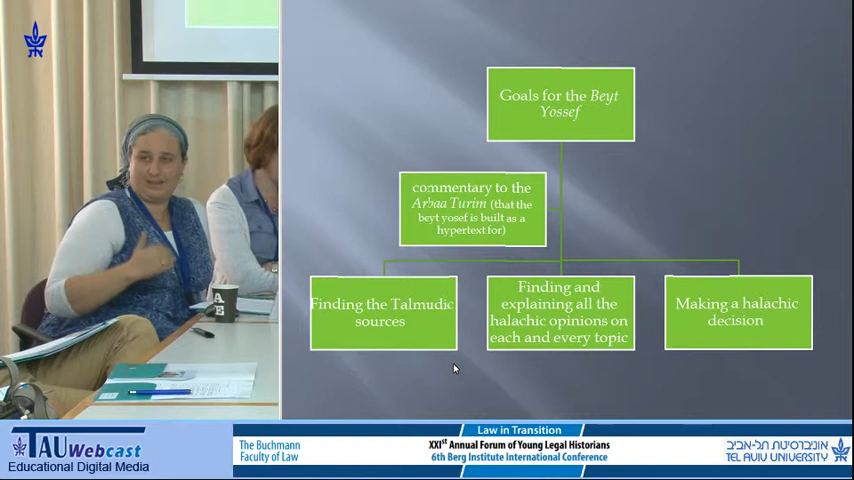 Goals for the Beyt
Yossef
commentary to the
Arbaa Turim (that the
beyt yosef is built as a
hypertext for)
Finding the Talmudic
sources
Finding and
explaining all the
halachic opinions on
each and every topic
Making a halachic
decision
A
E
TAU Webcast
Educational Digital Media
The Buchmann
Faculty of Law
Law in Transition
XXIst Annual Forum of Young Legal Historians
6th Berg Institute International Conference
אוניברסיטת תל-אביב
TEL AVIV UNIVERSITY